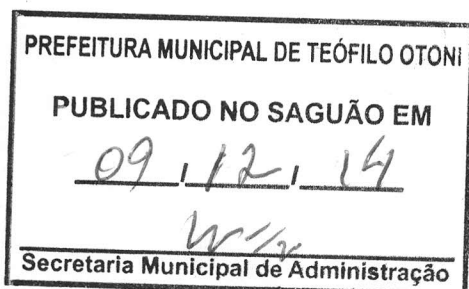 PREFEITURA MUNICIPAL DE TEÓFILO OTONI
PUBLICADO NO SAGUÃO EM
09 / 12 / 14
Secretaria Municipal de Administração